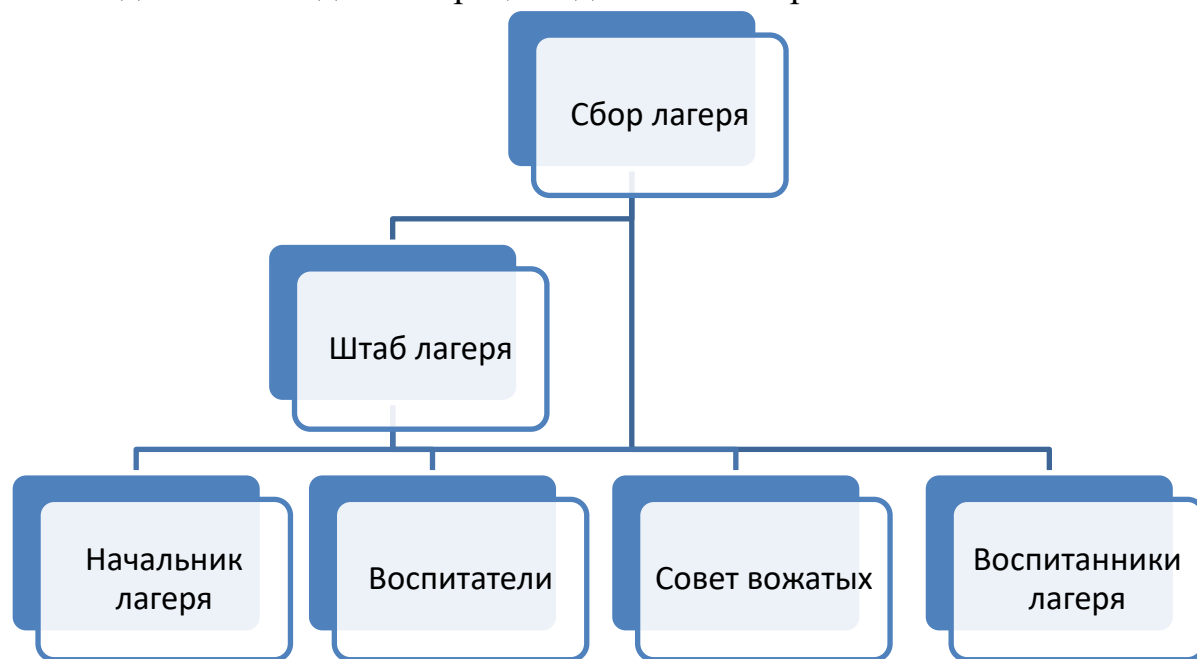 Сбор лагеря
Штаб лагеря
Начальник
лагеря
Воспитатели
Совет вожатых
Воспитанники
лагеря